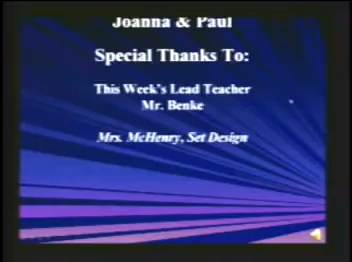 Joanna & Paul
Special Thanks To:
This Week's Lead Teacher
Mr. Benke
Mrs. McHenry, Set Design